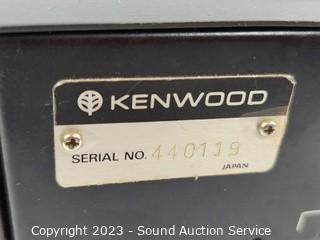 KENWOOD
SERIAL NO. 440119
JAPAN
Copyright © 2023 - Sound Auction Service